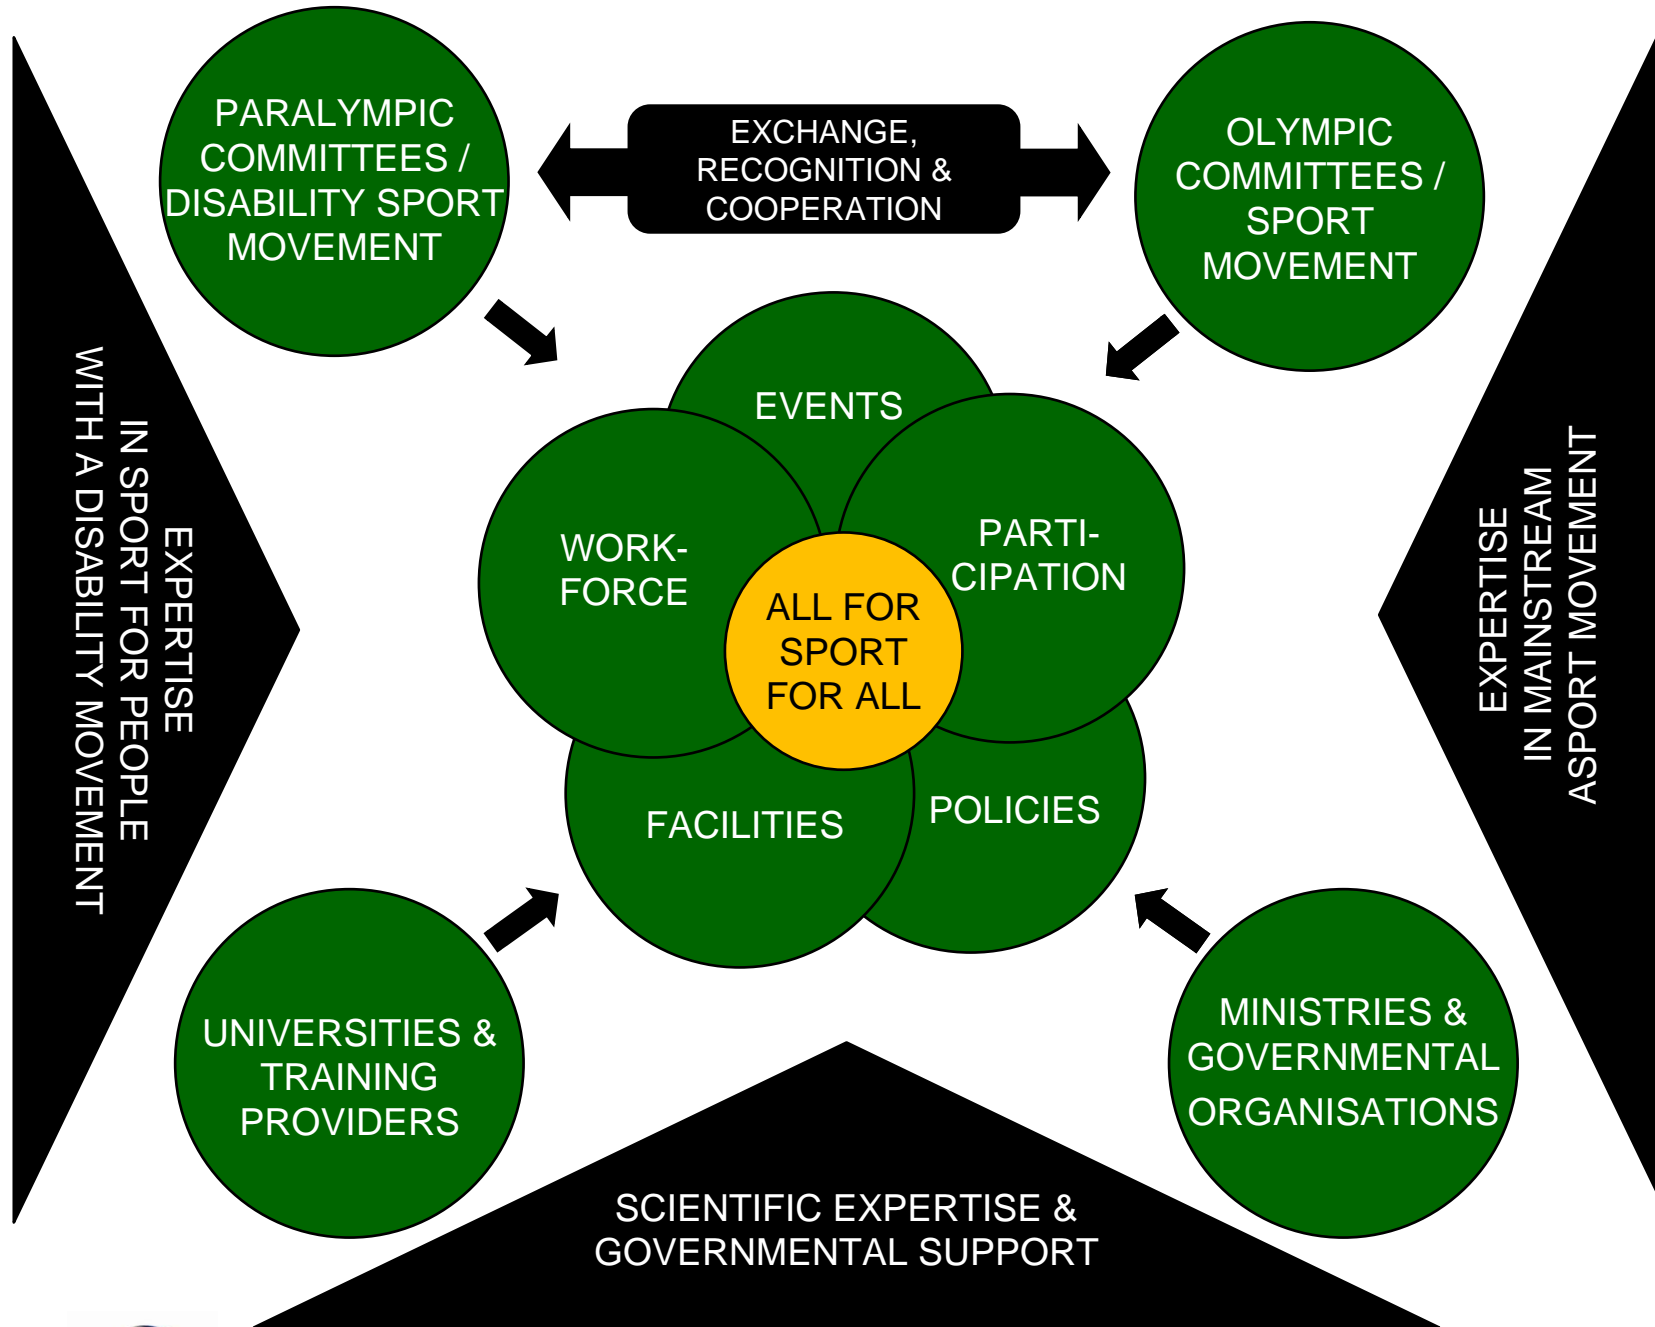 PARALYMPIC
COMMITTEES /
DISABILITY SPORT
MOVEMENT
EXCHANGE,
RECOGNITION &
COOPERATION
OLYMPIC
COMMITTEES /
SPORT
MOVEMENT
EXPERTISE
IN SPORT FOR PEOPLE
WITH A DISABILITY MOVEMENT
EVENTS
WORK-
FORCE
PARTI-
CIPATION
ALL FOR
SPORT
FOR ALL
FACILITIES
POLICIES
EXPERTISE
IN MAINSTREAM
ASPORT MOVEMENT
UNIVERSITIES &
TRAINING
PROVIDERS
MINISTRIES &
GOVERNMENTAL
ORGANISATIONS
SCIENTIFIC EXPERTISE &
GOVERNMENTAL SUPPORT